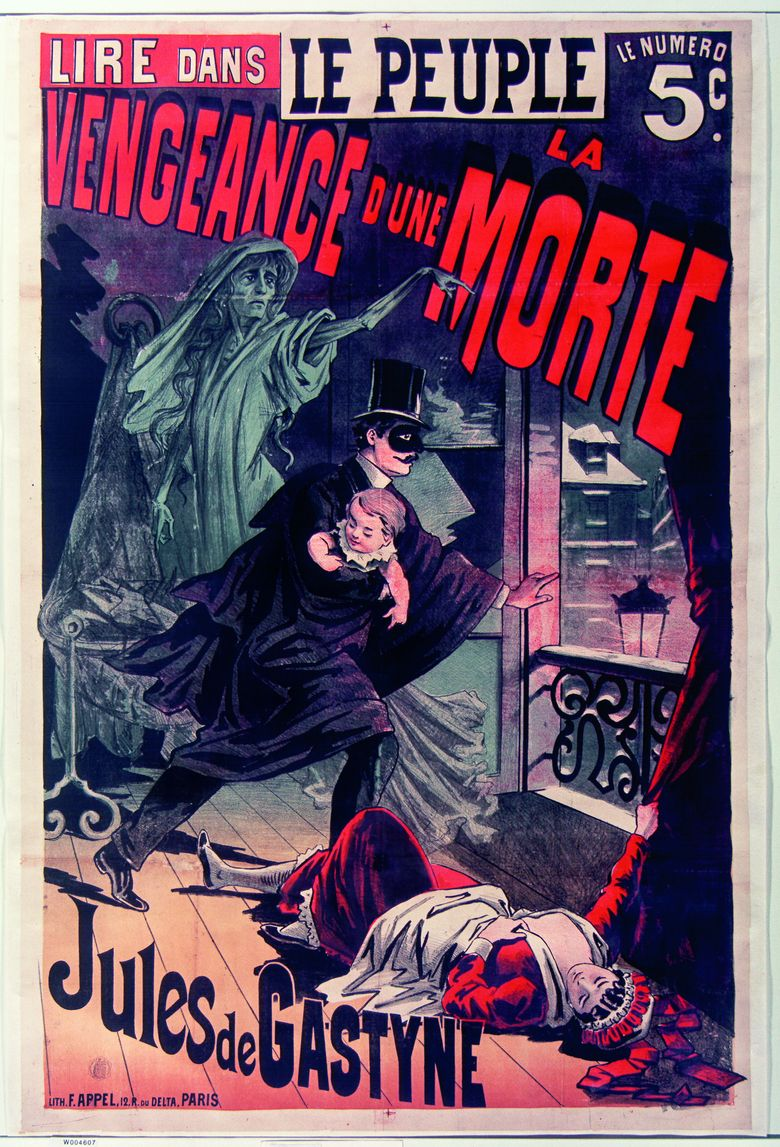 LIRE DANS LE PEUPLE LE NUMERO 5C.
LA
VENGEANCE D'UNE MORTE
Jules de GASTYNE
LITH. F. APPEL, 12, R. DU DELTA, PARIS
W004607